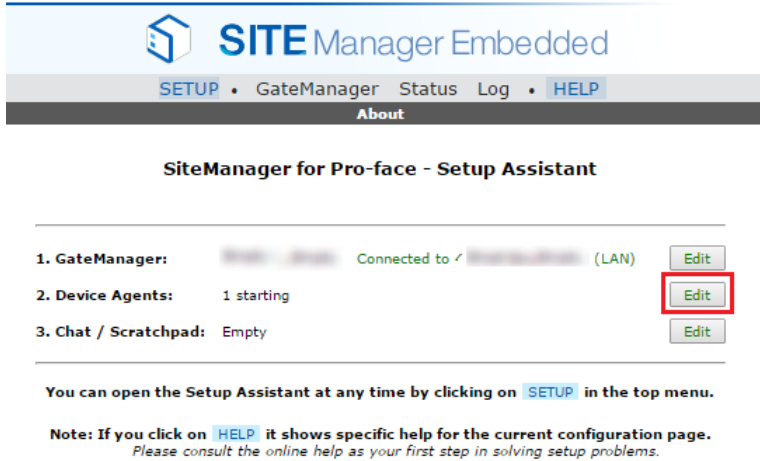 SITE Manager Embedded
SETUP • GateManager Status Log • HELP
About
SiteManager for Pro-face - Setup Assistant
1. GateManager: Connected to (LAN) Edit
2. Device Agents: 1 starting Edit
3. Chat / Scratchpad: Empty Edit
You can open the Setup Assistant at any time by clicking on SETUP in the top menu.
Note: If you click on HELP it shows specific help for the current configuration page.
Please consult the online help as your first step in solving setup problems.